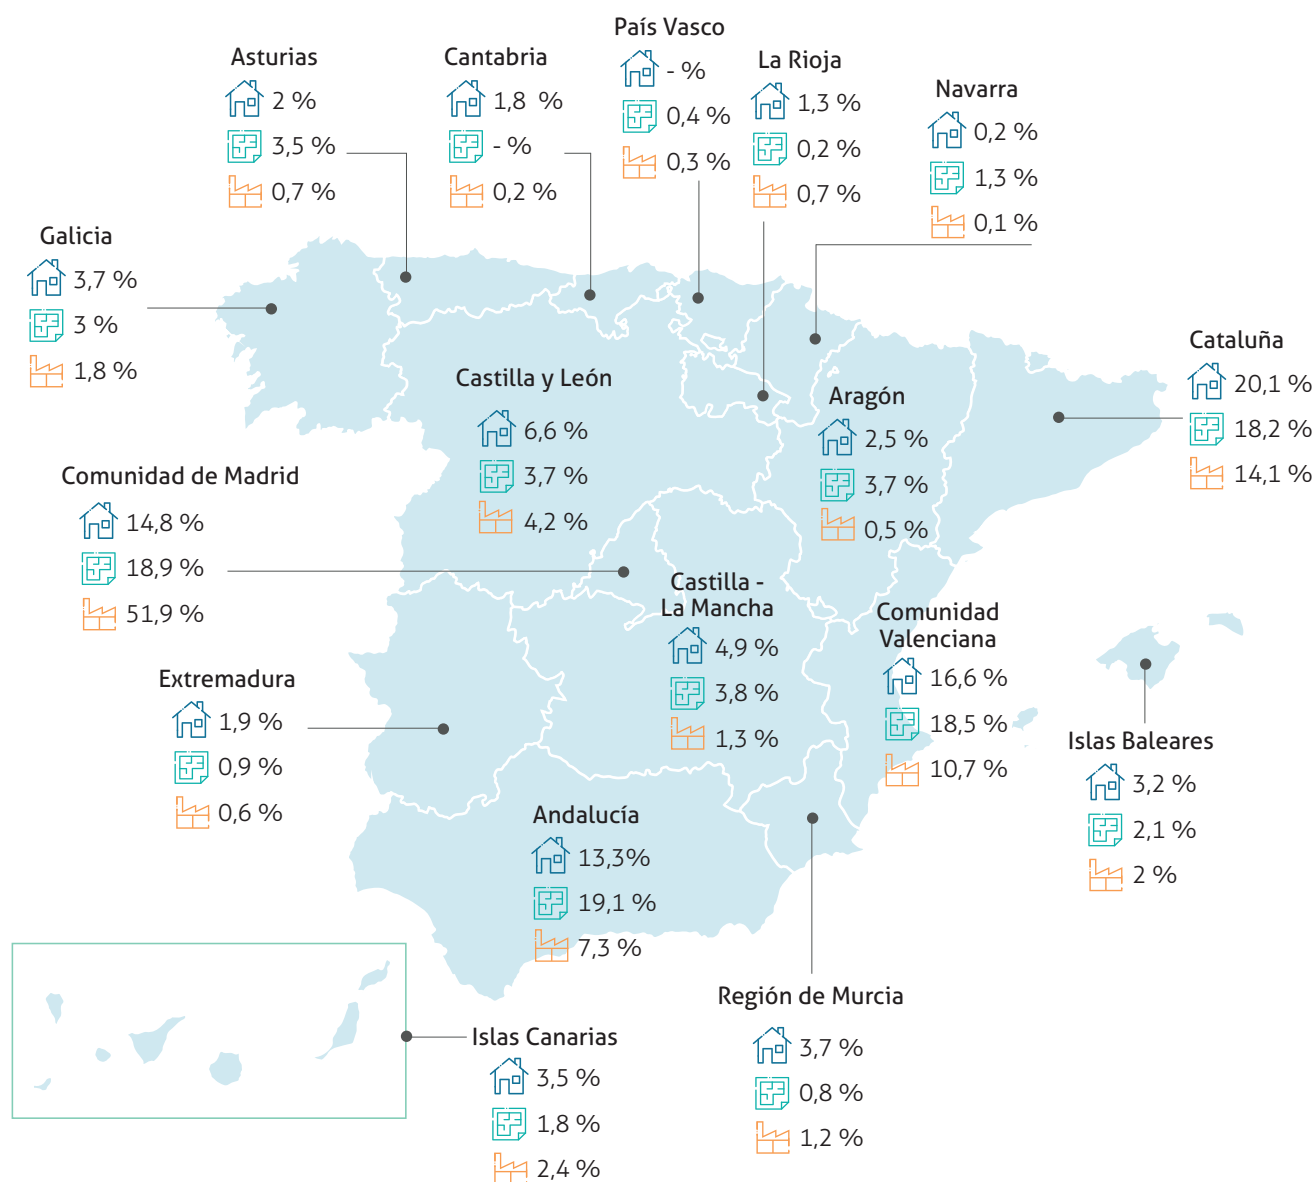 País Vasco
- %
0,4 %
0,3 %
Asturias
2 %
3,5 %
0,7 %
Cantabria
1,8 %
- %
0,2 %
La Rioja
1,3 %
0,2 %
0,7 %
Navarra
0,2 %
1,3 %
0,1 %
Galicia
3,7 %
3 %
1,8 %
Cataluña
20,1 %
18,2 %
14,1 %
Castilla y León
6,6 %
3,7 %
4,2 %
Aragón
2,5 %
3,7 %
0,5 %
Comunidad de Madrid
14,8 %
18,9 %
51,9 %
Castilla -
La Mancha
4,9 %
3,8 %
1,3 %
Comunidad
Valenciana
16,6 %
18,5 %
10,7 %
Extremadura
1,9 %
0,9 %
0,6 %
Islas Baleares
3,2 %
2,1 %
2 %
Andalucía
13,3%
19,1 %
7,3 %
Región de Murcia
3,7 %
0,8 %
1,2 %
Islas Canarias
3,5 %
1,8 %
2,4 %